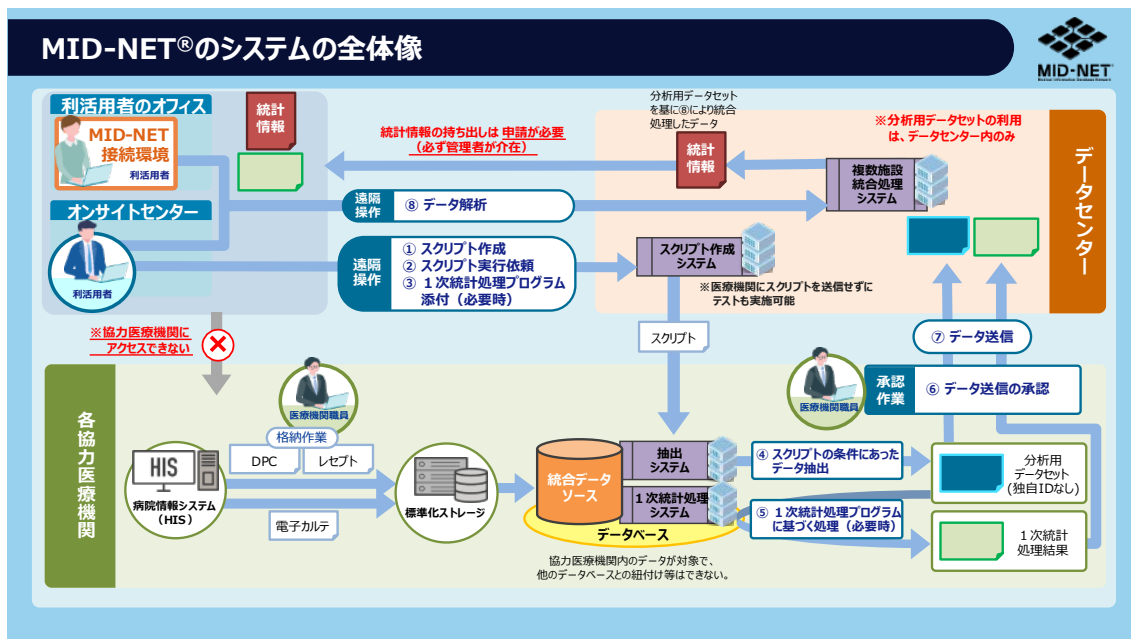 MID-NET®のシステムの全体像
MID-NET
利活用者のオフィス
MID-NET
接続環境
利活用者
統計
情報
オンサイトセンター
利活用者
統計情報の持ち出しは 申請が必要
(必ず管理者が介在)
分析用データセット
を基に⑧により統合
処理したデータ
統計
情報
※分析用データセットの利用
は、データセンター内のみ
複数施設
統合処理
システム
データセンター
遠隔
操作
⑧ データ解析
遠隔
操作
① スクリプト作成
② スクリプト実行依頼
③ 1次統計処理プログラム
添付(必要時)
スクリプト作成
システム
※医療機関にスクリプトを送信せずに
テストも実施可能
※協力医療機関に
アクセスできない
スクリプト
⑦ データ送信
各協力医療機関
医療機関職員
格納作業
DPC
レセプト
HIS
病院情報システム
(HIS)
電子カルテ
標準化ストレージ
医療機関職員
承認
作業
⑥ データ送信の承認
統合データ
ソース
抽出
システム
1次統計処理
システム
データベース
④ スクリプトの条件にあった
データ抽出
⑤ 1次統計処理プログラム
に基づく処理(必要時)
分析用
データセット
(独自IDなし)
1次統計
処理結果
協力医療機関内のデータが対象で、
他のデータベースとの紐付け等はできない。